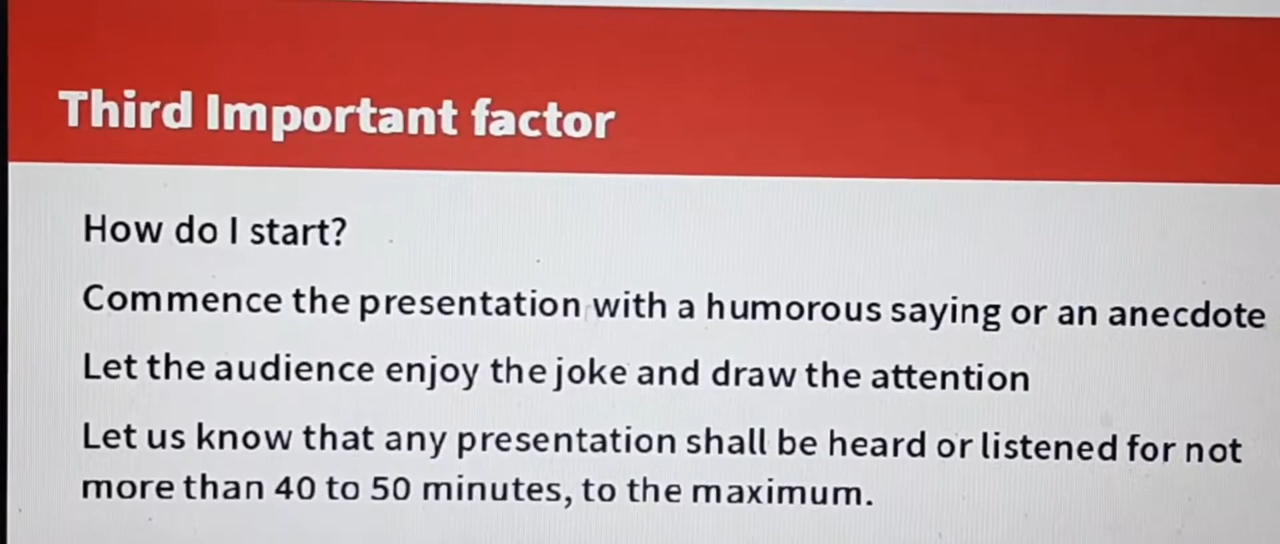 Third Important factor
How do I start?
Commence the presentation with a humorous saying or an anecdote
Let the audience enjoy the joke and draw the attention
Let us know that any presentation shall be heard or listened for not
more than 40 to 50 minutes, to the maximum.